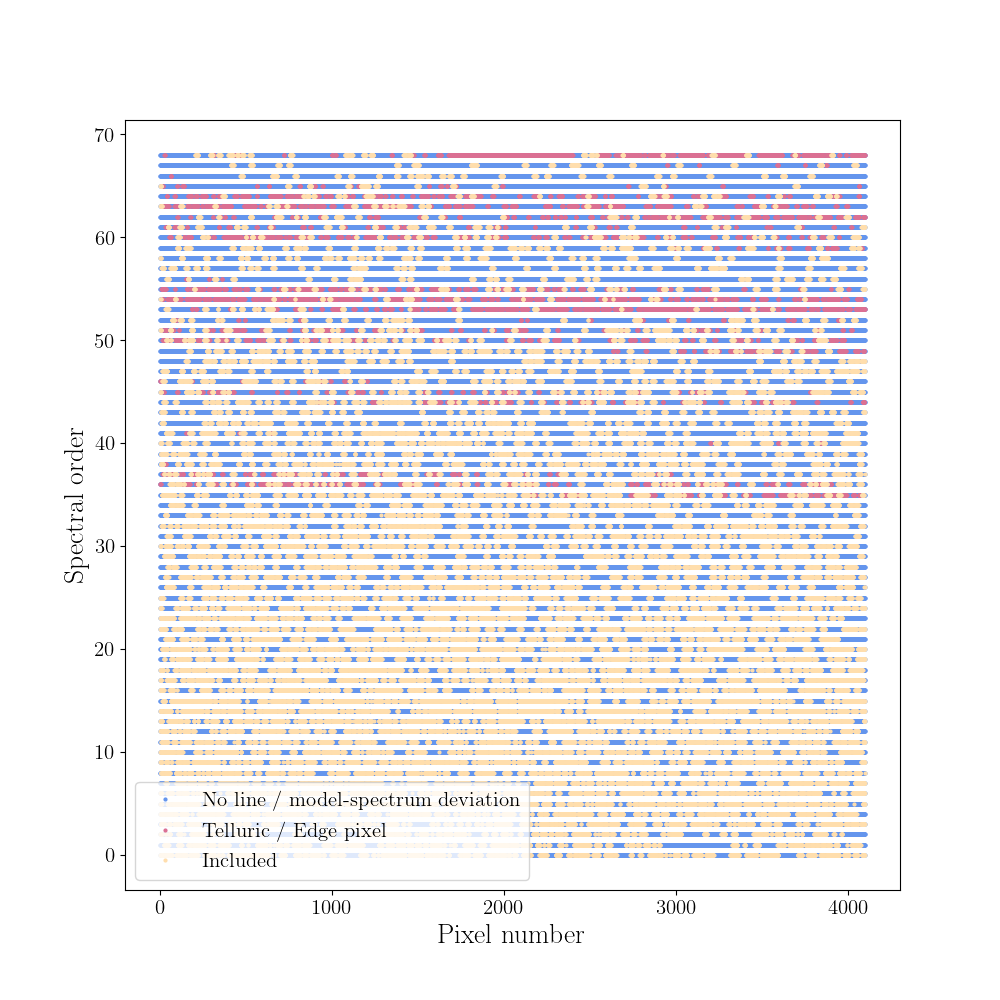 70
60
50
40
30
20
10
0
Spectral order
No line / model-spectrum deviation
Telluric / Edge pixel
Included
0 1000 2000 3000 4000
Pixel number